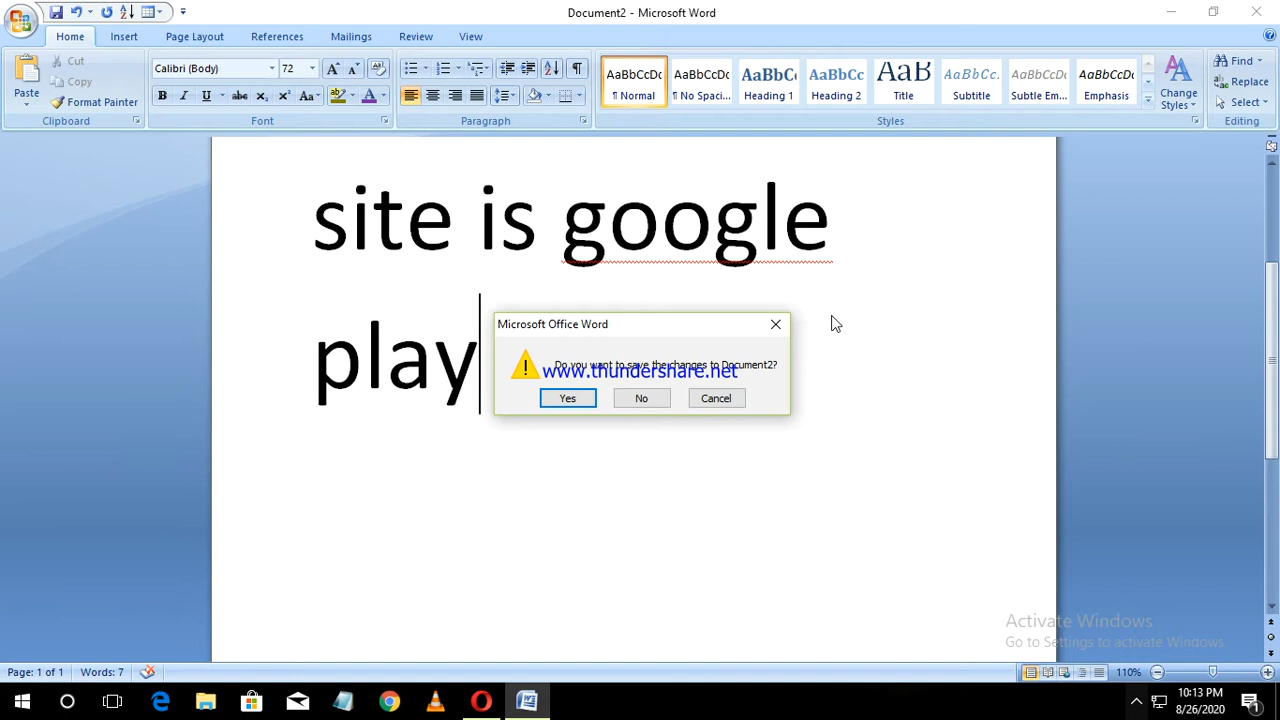 Document2 - Microsoft Word
Home Insert Page Layout References Mailings Review View
Paste
Cut
Copy
Format Painter
Clipboard
Calibri (Body) 72
Font
Paragraph
AaBbCcDc AaBbCcDc AaBbCc AaBbCc AaB AaBbCc. AaBbCcDc AaBbCcDc
¶ Normal ¶ No Spaci... Heading 1 Heading 2 Title Subtitle Subtle Em... Emphasis
Styles
Change Styles
Find
Replace
Select
Editing
site is google
play
Microsoft Office Word
Do you want to save the changes to Document2?
www.thundershare.net
Yes No Cancel
Activate Windows
Go to Settings to activate Windows.
Page: 1 of 1 Words: 7 110%
10:13 PM
8/26/2020